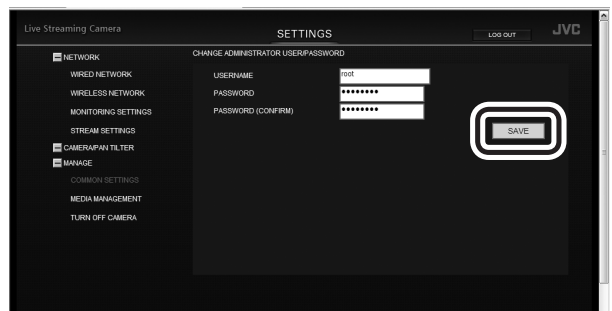 Live Streaming Camera
SETTINGS
LOG OUT
JVC
NETWORK
WIRED NETWORK
WIRELESS NETWORK
MONITORING SETTINGS
STREAM SETTINGS
CAMERA/PAN TILTER
MANAGE
COMMON SETTINGS
MEDIA MANAGEMENT
TURN OFF CAMERA
CHANGE ADMINISTRATOR USER/PASSWORD
USERNAME root
PASSWORD ••••••••
PASSWORD (CONFIRM) ••••••••
SAVE